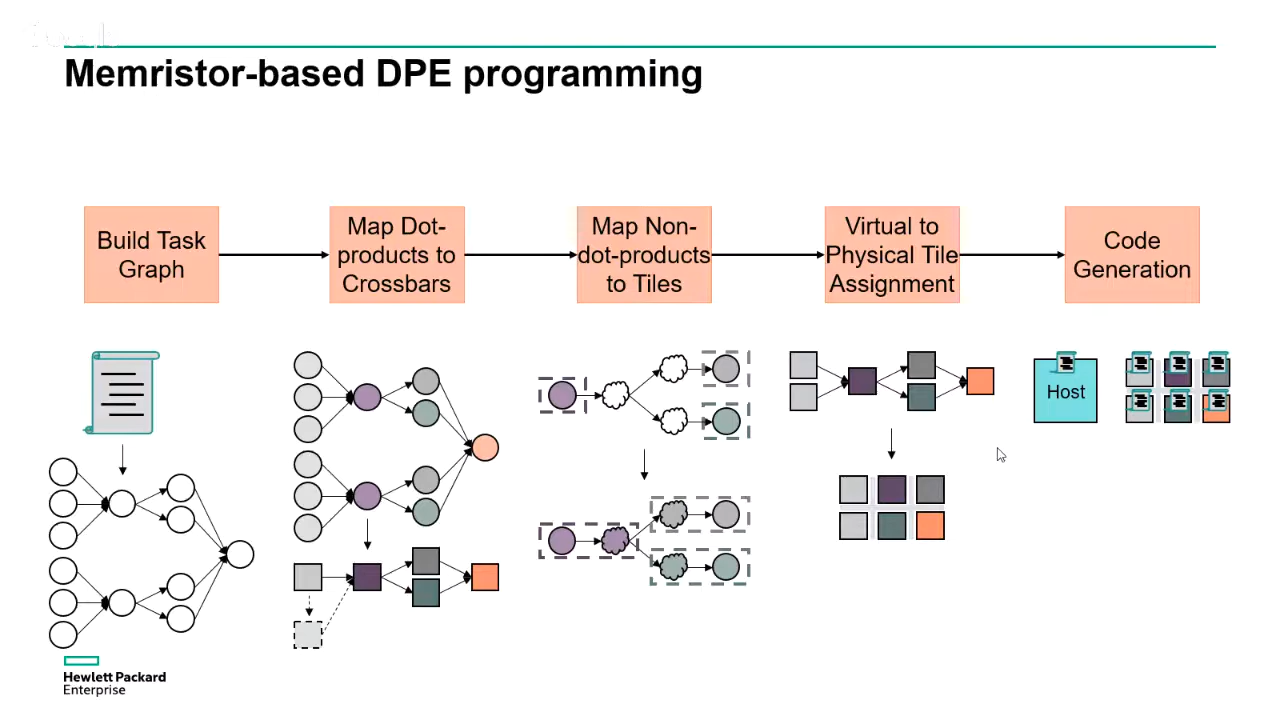 Memristor-based DPE programming
Build Task
Graph
Map Dot-
products to
Crossbars
Map Non-
dot-products
to Tiles
Virtual to
Physical Tile
Assignment
Code
Generation
Host
Hewlett Packard
Enterprise